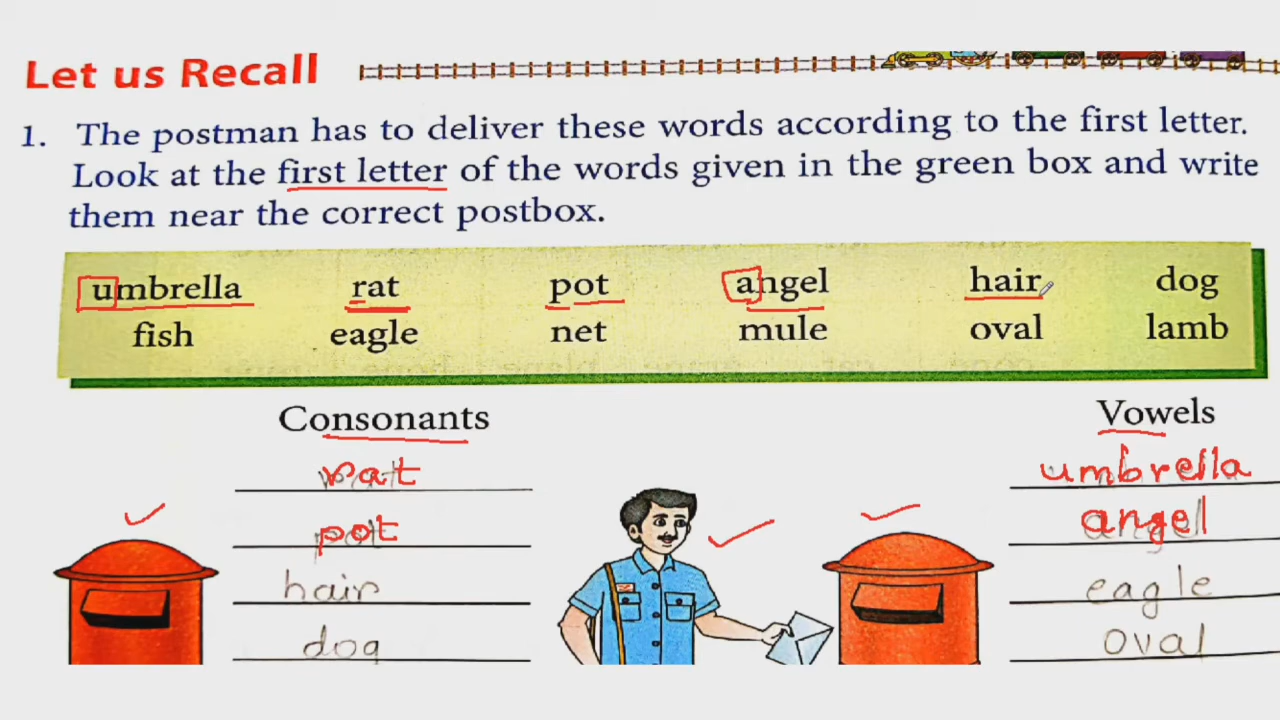 Let us Recall
1. The postman has to deliver these words according to the first letter.
Look at the first letter of the words given in the green box and write
them near the correct postbox.
umbrella rat pot angel hair dog
fish eagle net mule oval lamb
Consonants Vowels
rat umbrella
pot angel
hair eagle
dog oval